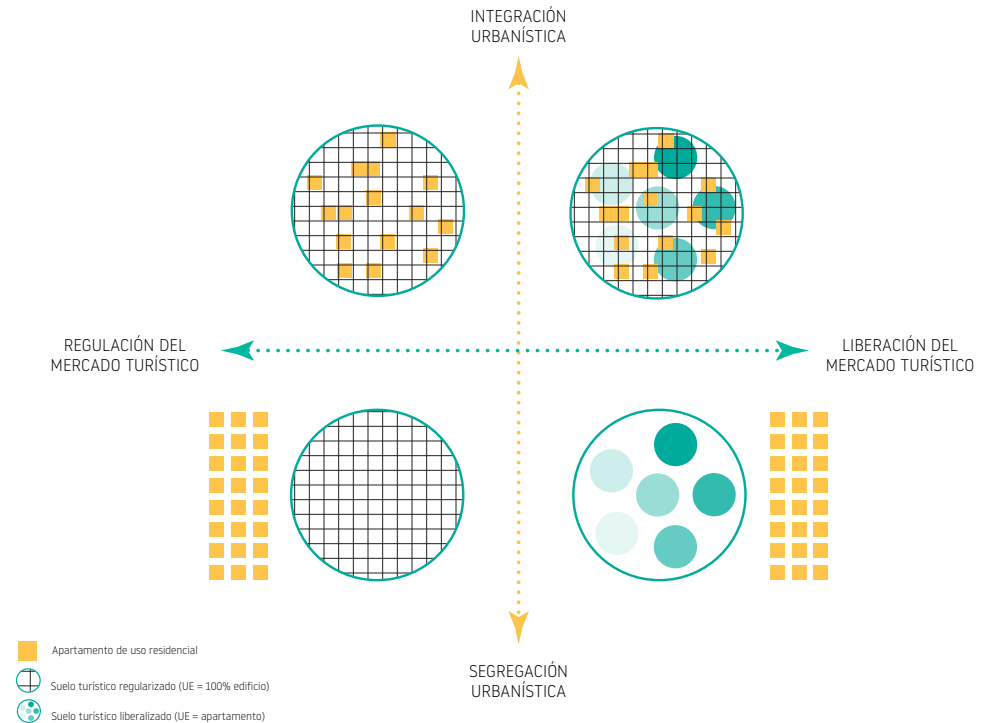 INTEGRACIÓN
URBANÍSTICA
REGULACIÓN DEL
MERCADO TURÍSTICO
LIBERACIÓN DEL
MERCADO TURÍSTICO
SEGREGACIÓN
URBANÍSTICA
Apartamento de uso residencial
Suelo turístico regularizado (UE = 100% edificio)
Suelo turístico liberalizado (UE = apartamento)